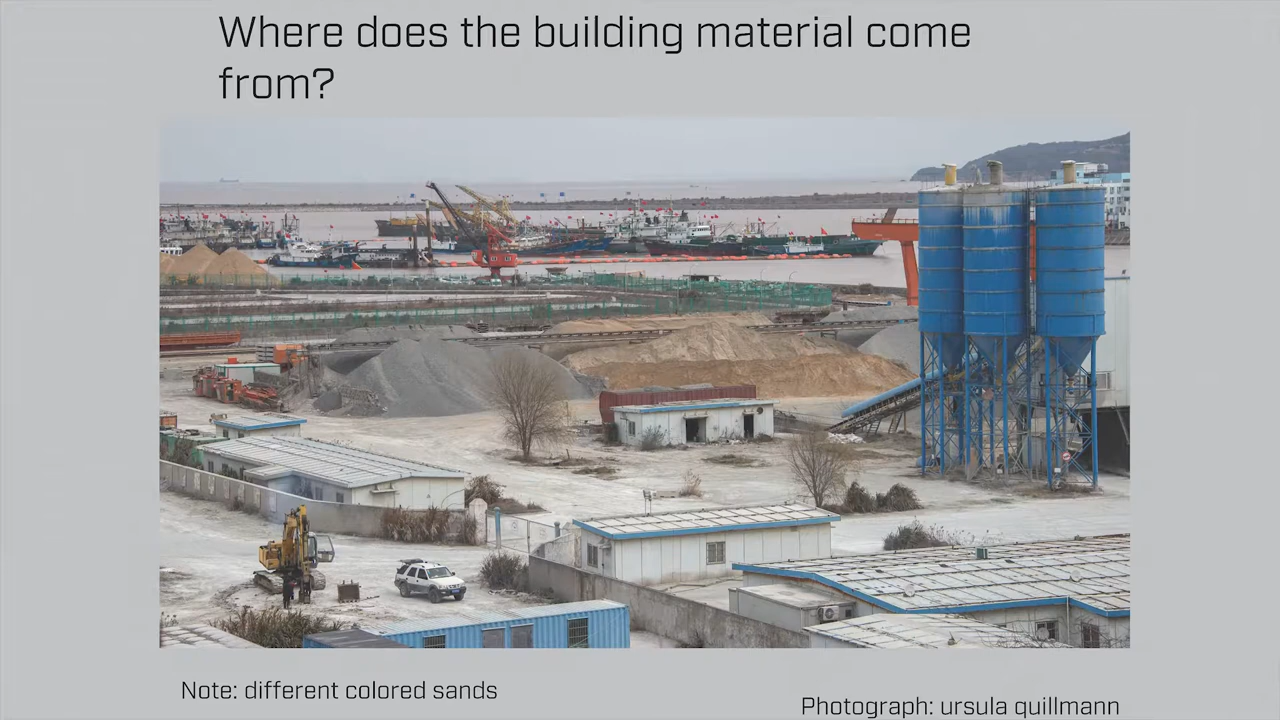 Where does the building material come
from?
Note: different colored sands
Photograph: ursula quillmann